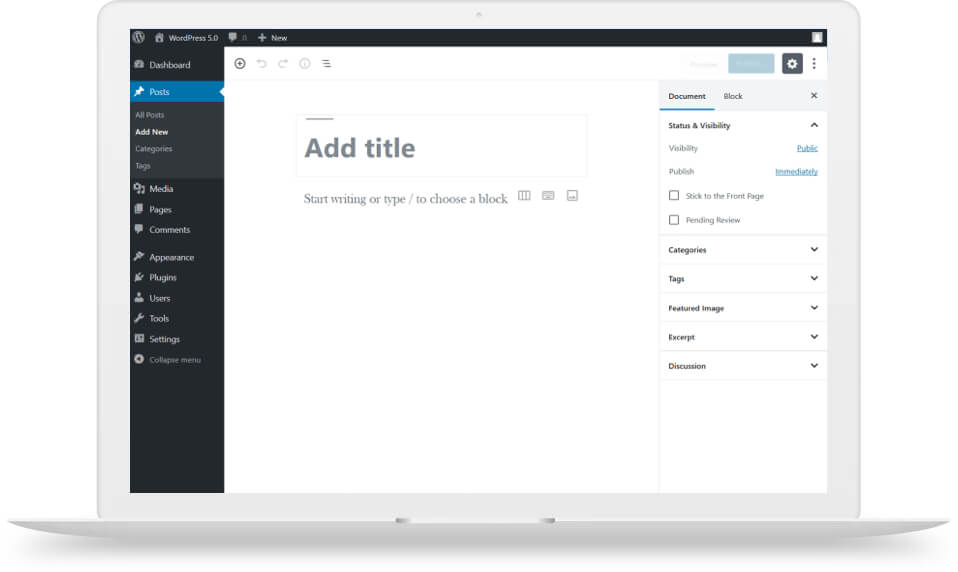 WordPress 5.0
0
New
Dashboard
Posts
All Posts
Add New
Categories
Tags
Media
Pages
Comments
Appearance
Plugins
Users
Tools
Settings
Collapse menu
Add title
Start writing or type / to choose a block
Document Block
Status & Visibility
Visibility Public
Publish Immediately
Stick to the Front Page
Pending Review
Categories
Tags
Featured Image
Excerpt
Discussion